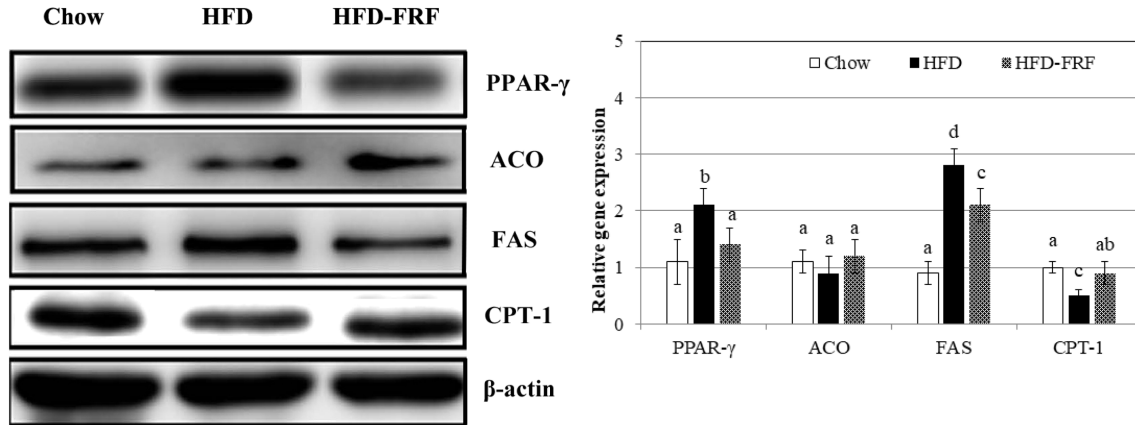 Chow HFD HFD-FRF
PPAR-γ
ACO
FAS
CPT-1
β-actin
Relative gene expression
5
4
3
2
1
0
Chow HFD HFD-FRF
a b a
a a a
a d c
a c ab
PPAR-γ ACO FAS CPT-1